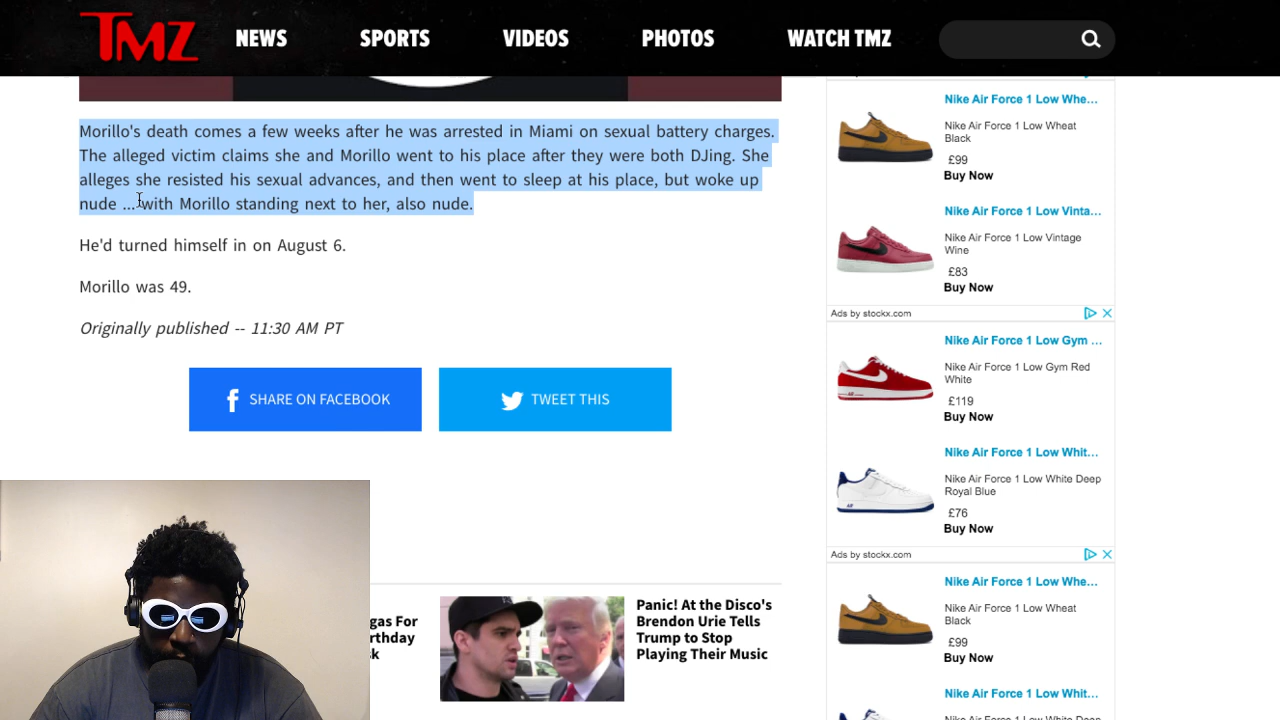 TMZ
NEWS
SPORTS
VIDEOS
PHOTOS
WATCH TMZ
Morillo's death comes a few weeks after he was arrested in Miami on sexual battery charges.
The alleged victim claims she and Morillo went to his place after they were both DJing. She
alleges she resisted his sexual advances, and then went to sleep at his place, but woke up
nude ... with Morillo standing next to her, also nude.
He'd turned himself in on August 6.
Morillo was 49.
Originally published -- 11:30 AM PT
SHARE ON FACEBOOK
TWEET THIS
gas For
rthday
k
Panic! At the Disco's
Brendon Urie Tells
Trump to Stop
Playing Their Music
Nike Air Force 1 Low Whe...
Nike Air Force 1 Low Wheat
Black
£99
Buy Now
Nike Air Force 1 Low Vinta...
Nike Air Force 1 Low Vintage
Wine
£83
Buy Now
Ads by stockx.com
Nike Air Force 1 Low Gym ...
Nike Air Force 1 Low Gym Red
White
£119
Buy Now
Nike Air Force 1 Low Whit...
Nike Air Force 1 Low White Deep
Royal Blue
£76
Buy Now
Ads by stockx.com
Nike Air Force 1 Low Whe...
Nike Air Force 1 Low Wheat
Black
£99
Buy Now
Nike Air Force 1 Low Whit...